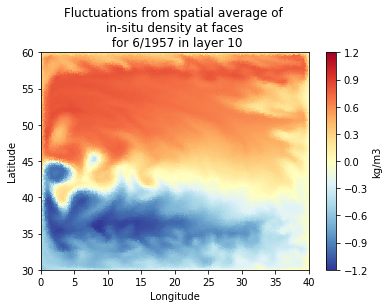 Fluctuations from spatial average of
in-situ density at faces
for 6/1957 in layer 10
60
55
50
45
40
35
30
Latitude
0 5 10 15 20 25 30 35 40
Longitude
1.2
0.9
0.6
0.3
0.0
−0.3
−0.6
−0.9
−1.2
kg/m3